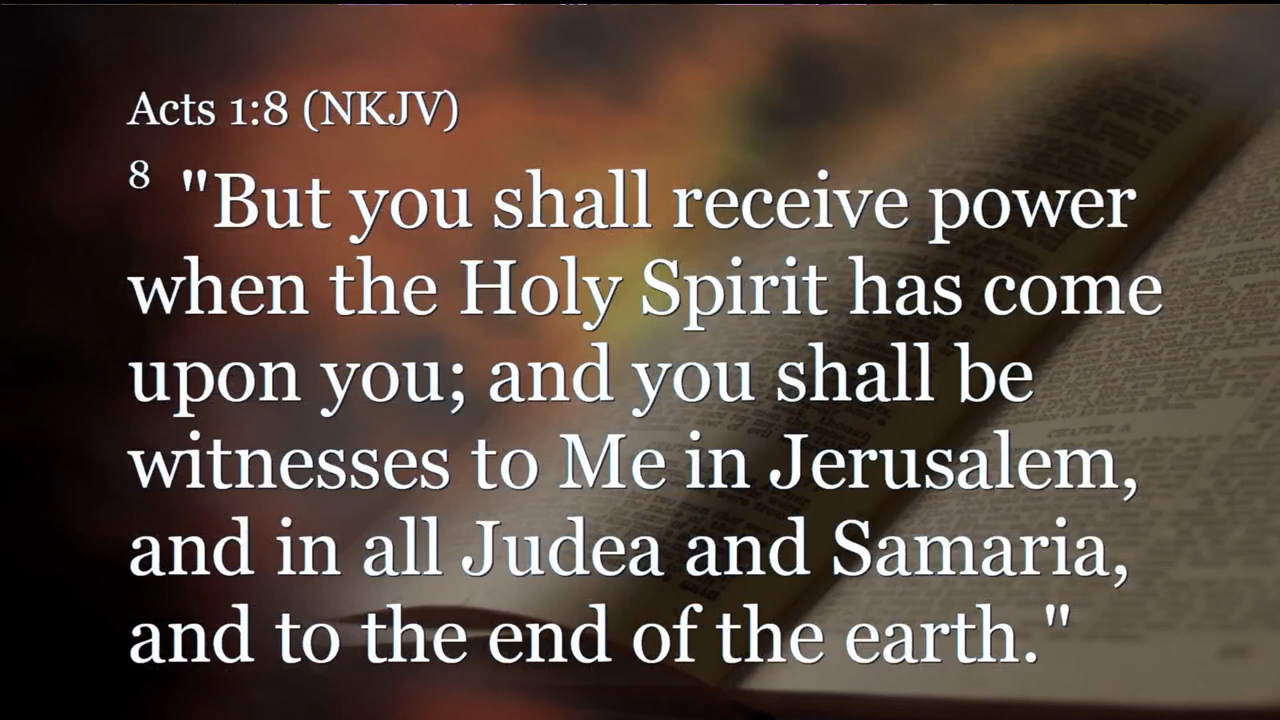 Acts 1:8 (NKJV)
8 "But you shall receive power
when the Holy Spirit has come
upon you; and you shall be
witnesses to Me in Jerusalem,
and in all Judea and Samaria,
and to the end of the earth."